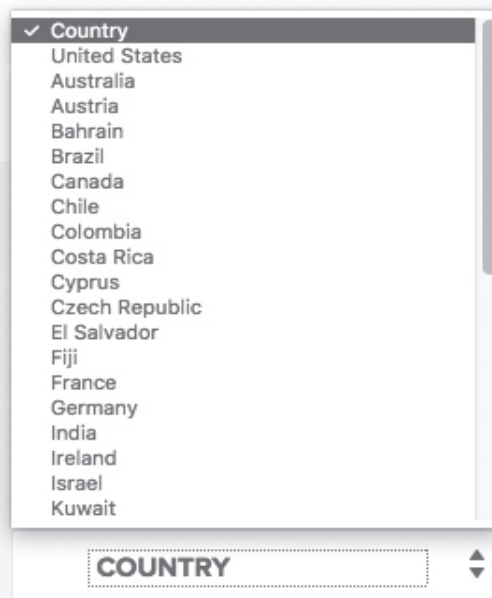 Country
United States
Australia
Austria
Bahrain
Brazil
Canada
Chile
Colombia
Costa Rica
Cyprus
Czech Republic
El Salvador
Fiji
France
Germany
India
Ireland
Israel
Kuwait
COUNTRY